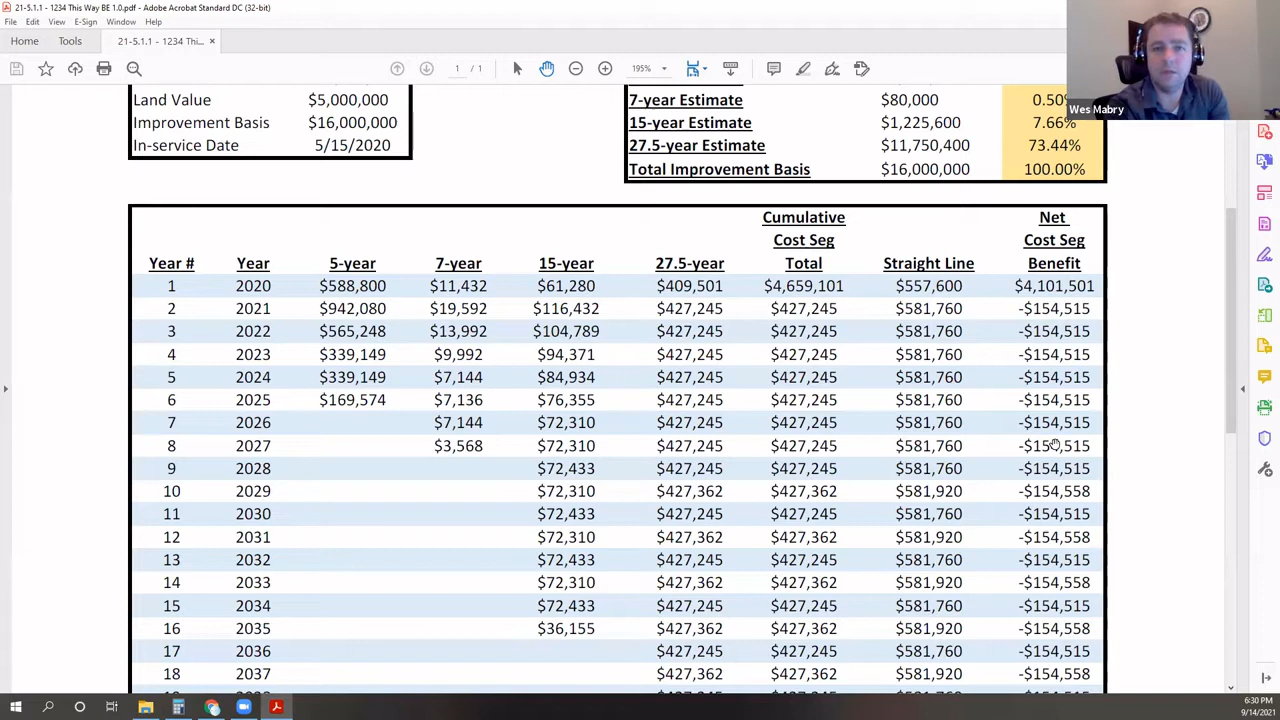 21-5.1.1 - 1234 This Way BE 1.0.pdf - Adobe Acrobat Standard DC (32-bit)
File Edit View E-Sign Window Help
Home Tools 21-5.1.1 - 1234 Thi... ×
1 / 1 195%
Wes Mabry
Land Value $5,000,000
Improvement Basis $16,000,000
In-service Date 5/15/2020
7-year Estimate $80,000 0.50%
15-year Estimate $1,225,600 7.66%
27.5-year Estimate $11,750,400 73.44%
Total Improvement Basis $16,000,000 100.00%
Cumulative Net
Cost Seg Cost Seg
Year # Year 5-year 7-year 15-year 27.5-year Total Straight Line Benefit
1 2020 $588,800 $11,432 $61,280 $409,501 $4,659,101 $557,600 $4,101,501
2 2021 $942,080 $19,592 $116,432 $427,245 $427,245 $581,760 -$154,515
3 2022 $565,248 $13,992 $104,789 $427,245 $427,245 $581,760 -$154,515
4 2023 $339,149 $9,992 $94,371 $427,245 $427,245 $581,760 -$154,515
5 2024 $339,149 $7,144 $84,934 $427,245 $427,245 $581,760 -$154,515
6 2025 $169,574 $7,136 $76,355 $427,245 $427,245 $581,760 -$154,515
7 2026 $7,144 $72,310 $427,245 $427,245 $581,760 -$154,515
8 2027 $3,568 $72,310 $427,245 $427,245 $581,760 -$154,515
9 2028 $72,433 $427,245 $427,245 $581,760 -$154,515
10 2029 $72,310 $427,362 $427,362 $581,920 -$154,558
11 2030 $72,433 $427,245 $427,245 $581,760 -$154,515
12 2031 $72,310 $427,362 $427,362 $581,920 -$154,558
13 2032 $72,433 $427,245 $427,245 $581,760 -$154,515
14 2033 $72,310 $427,362 $427,362 $581,920 -$154,558
15 2034 $72,433 $427,245 $427,245 $581,760 -$154,515
16 2035 $36,155 $427,362 $427,362 $581,920 -$154,558
17 2036 $427,245 $427,245 $581,760 -$154,515
18 2037 $427,362 $427,362 $581,920 -$154,558
6:30 PM
9/14/2021